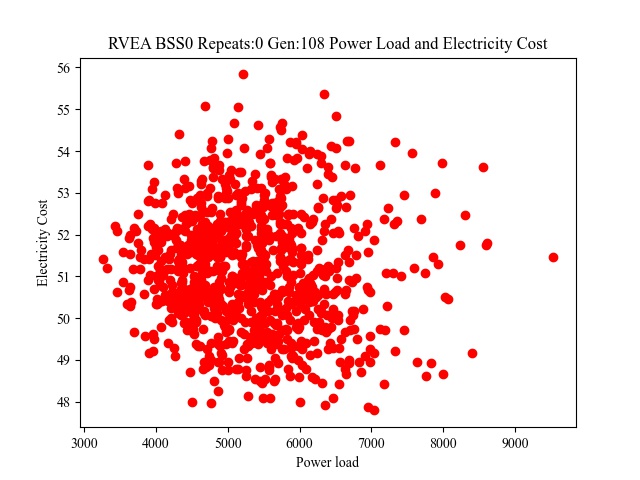 RVEA BSS0 Repeats:0 Gen:108 Power Load and Electricity Cost
56
55
54
53
52
51
50
49
48
Electricity Cost
3000 4000 5000 6000 7000 8000 9000
Power load